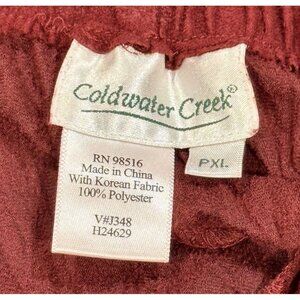 Coldwater Creek®
PXL
RN 98516
Made in China
With Korean Fabric
100% Polyester
V#J348
H24629